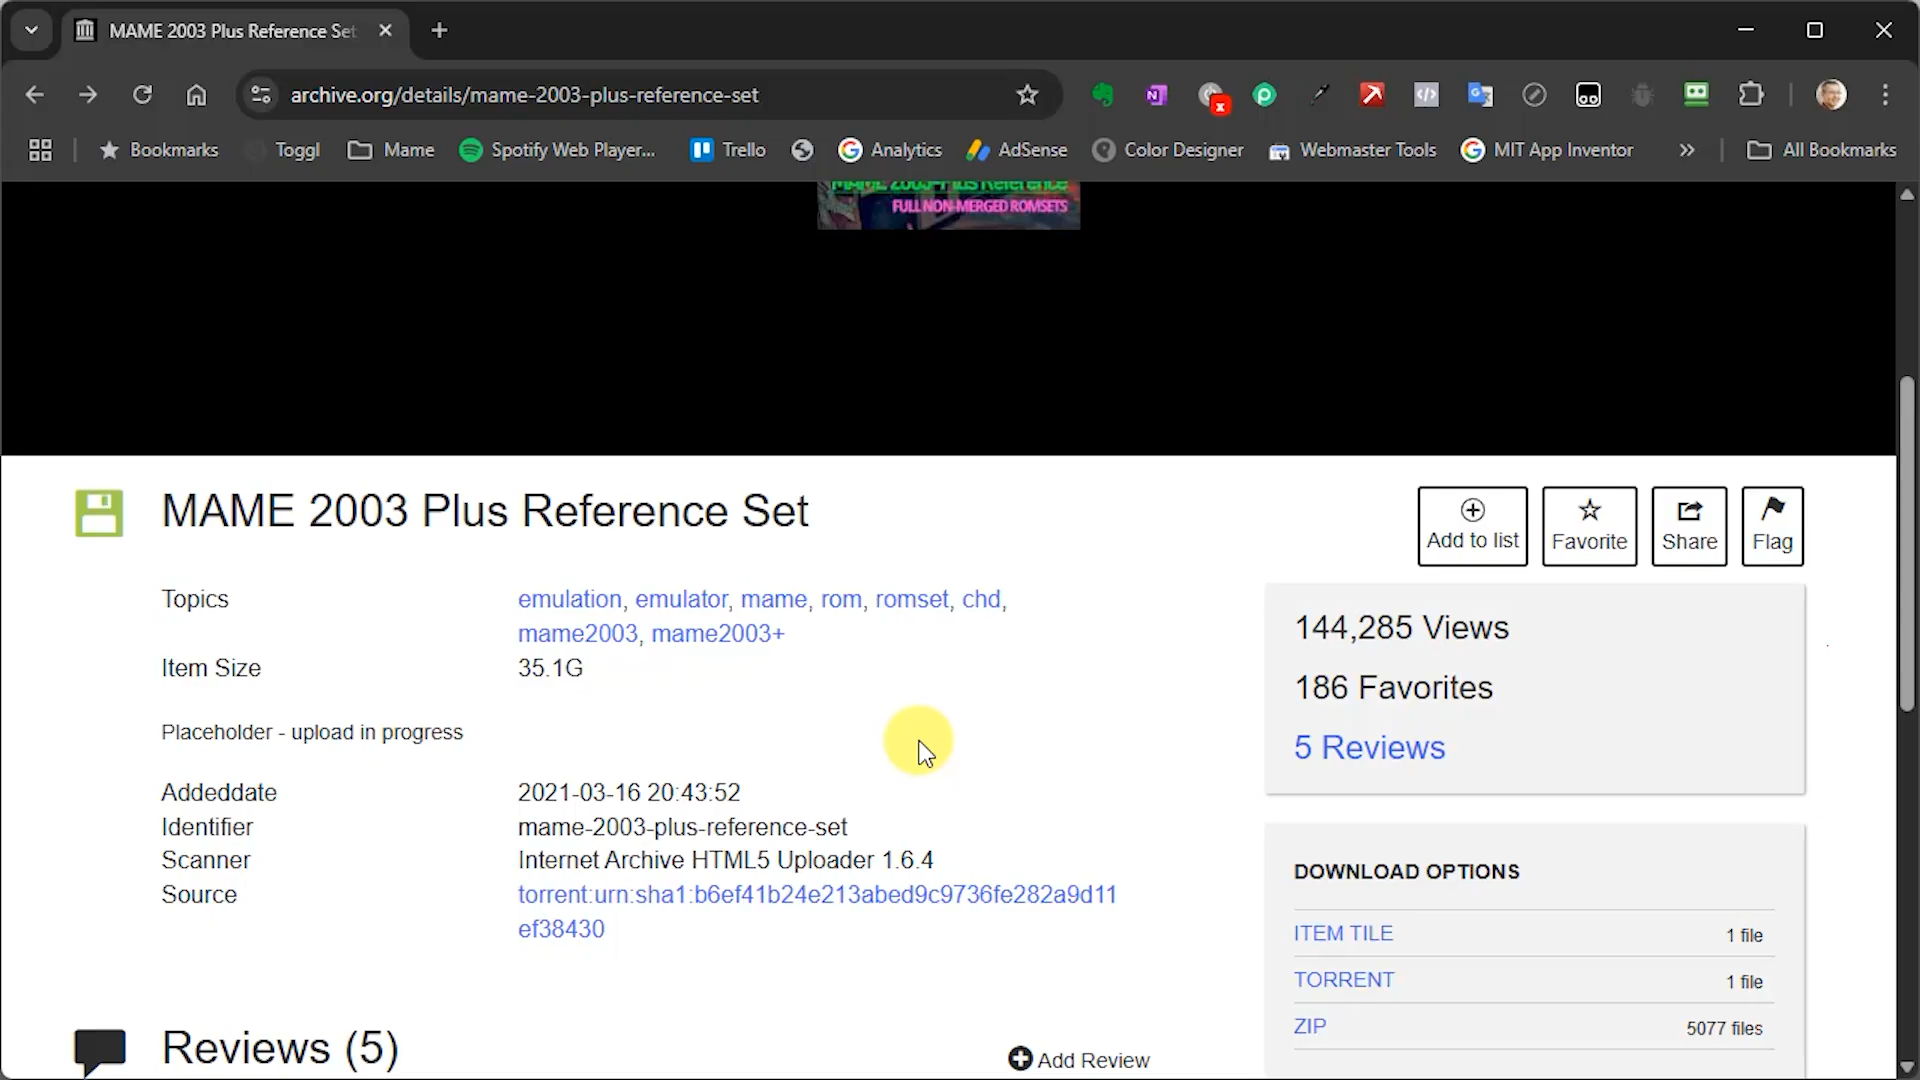 MAME 2003 Plus Reference Set
archive.org/details/mame-2003-plus-reference-set
Bookmarks
Toggl
Mame
Spotify Web Player...
Trello
Analytics
AdSense
Color Designer
Webmaster Tools
MIT App Inventor
All Bookmarks
MAME 2003-Plus Reference
FULL NON-MERGED ROMSETS
MAME 2003 Plus Reference Set
Add to list
Favorite
Share
Flag
Topics
emulation, emulator, mame, rom, romset, chd,
mame2003, mame2003+
Item Size
35.1G
Placeholder - upload in progress
Addeddate
2021-03-16 20:43:52
Identifier
mame-2003-plus-reference-set
Scanner
Internet Archive HTML5 Uploader 1.6.4
Source
torrent:urn:sha1:b6ef41b24e213abed9c9736fe282a9d11
ef38430
144,285 Views
186 Favorites
5 Reviews
DOWNLOAD OPTIONS
ITEM TILE
1 file
TORRENT
1 file
ZIP
5077 files
Reviews (5)
Add Review